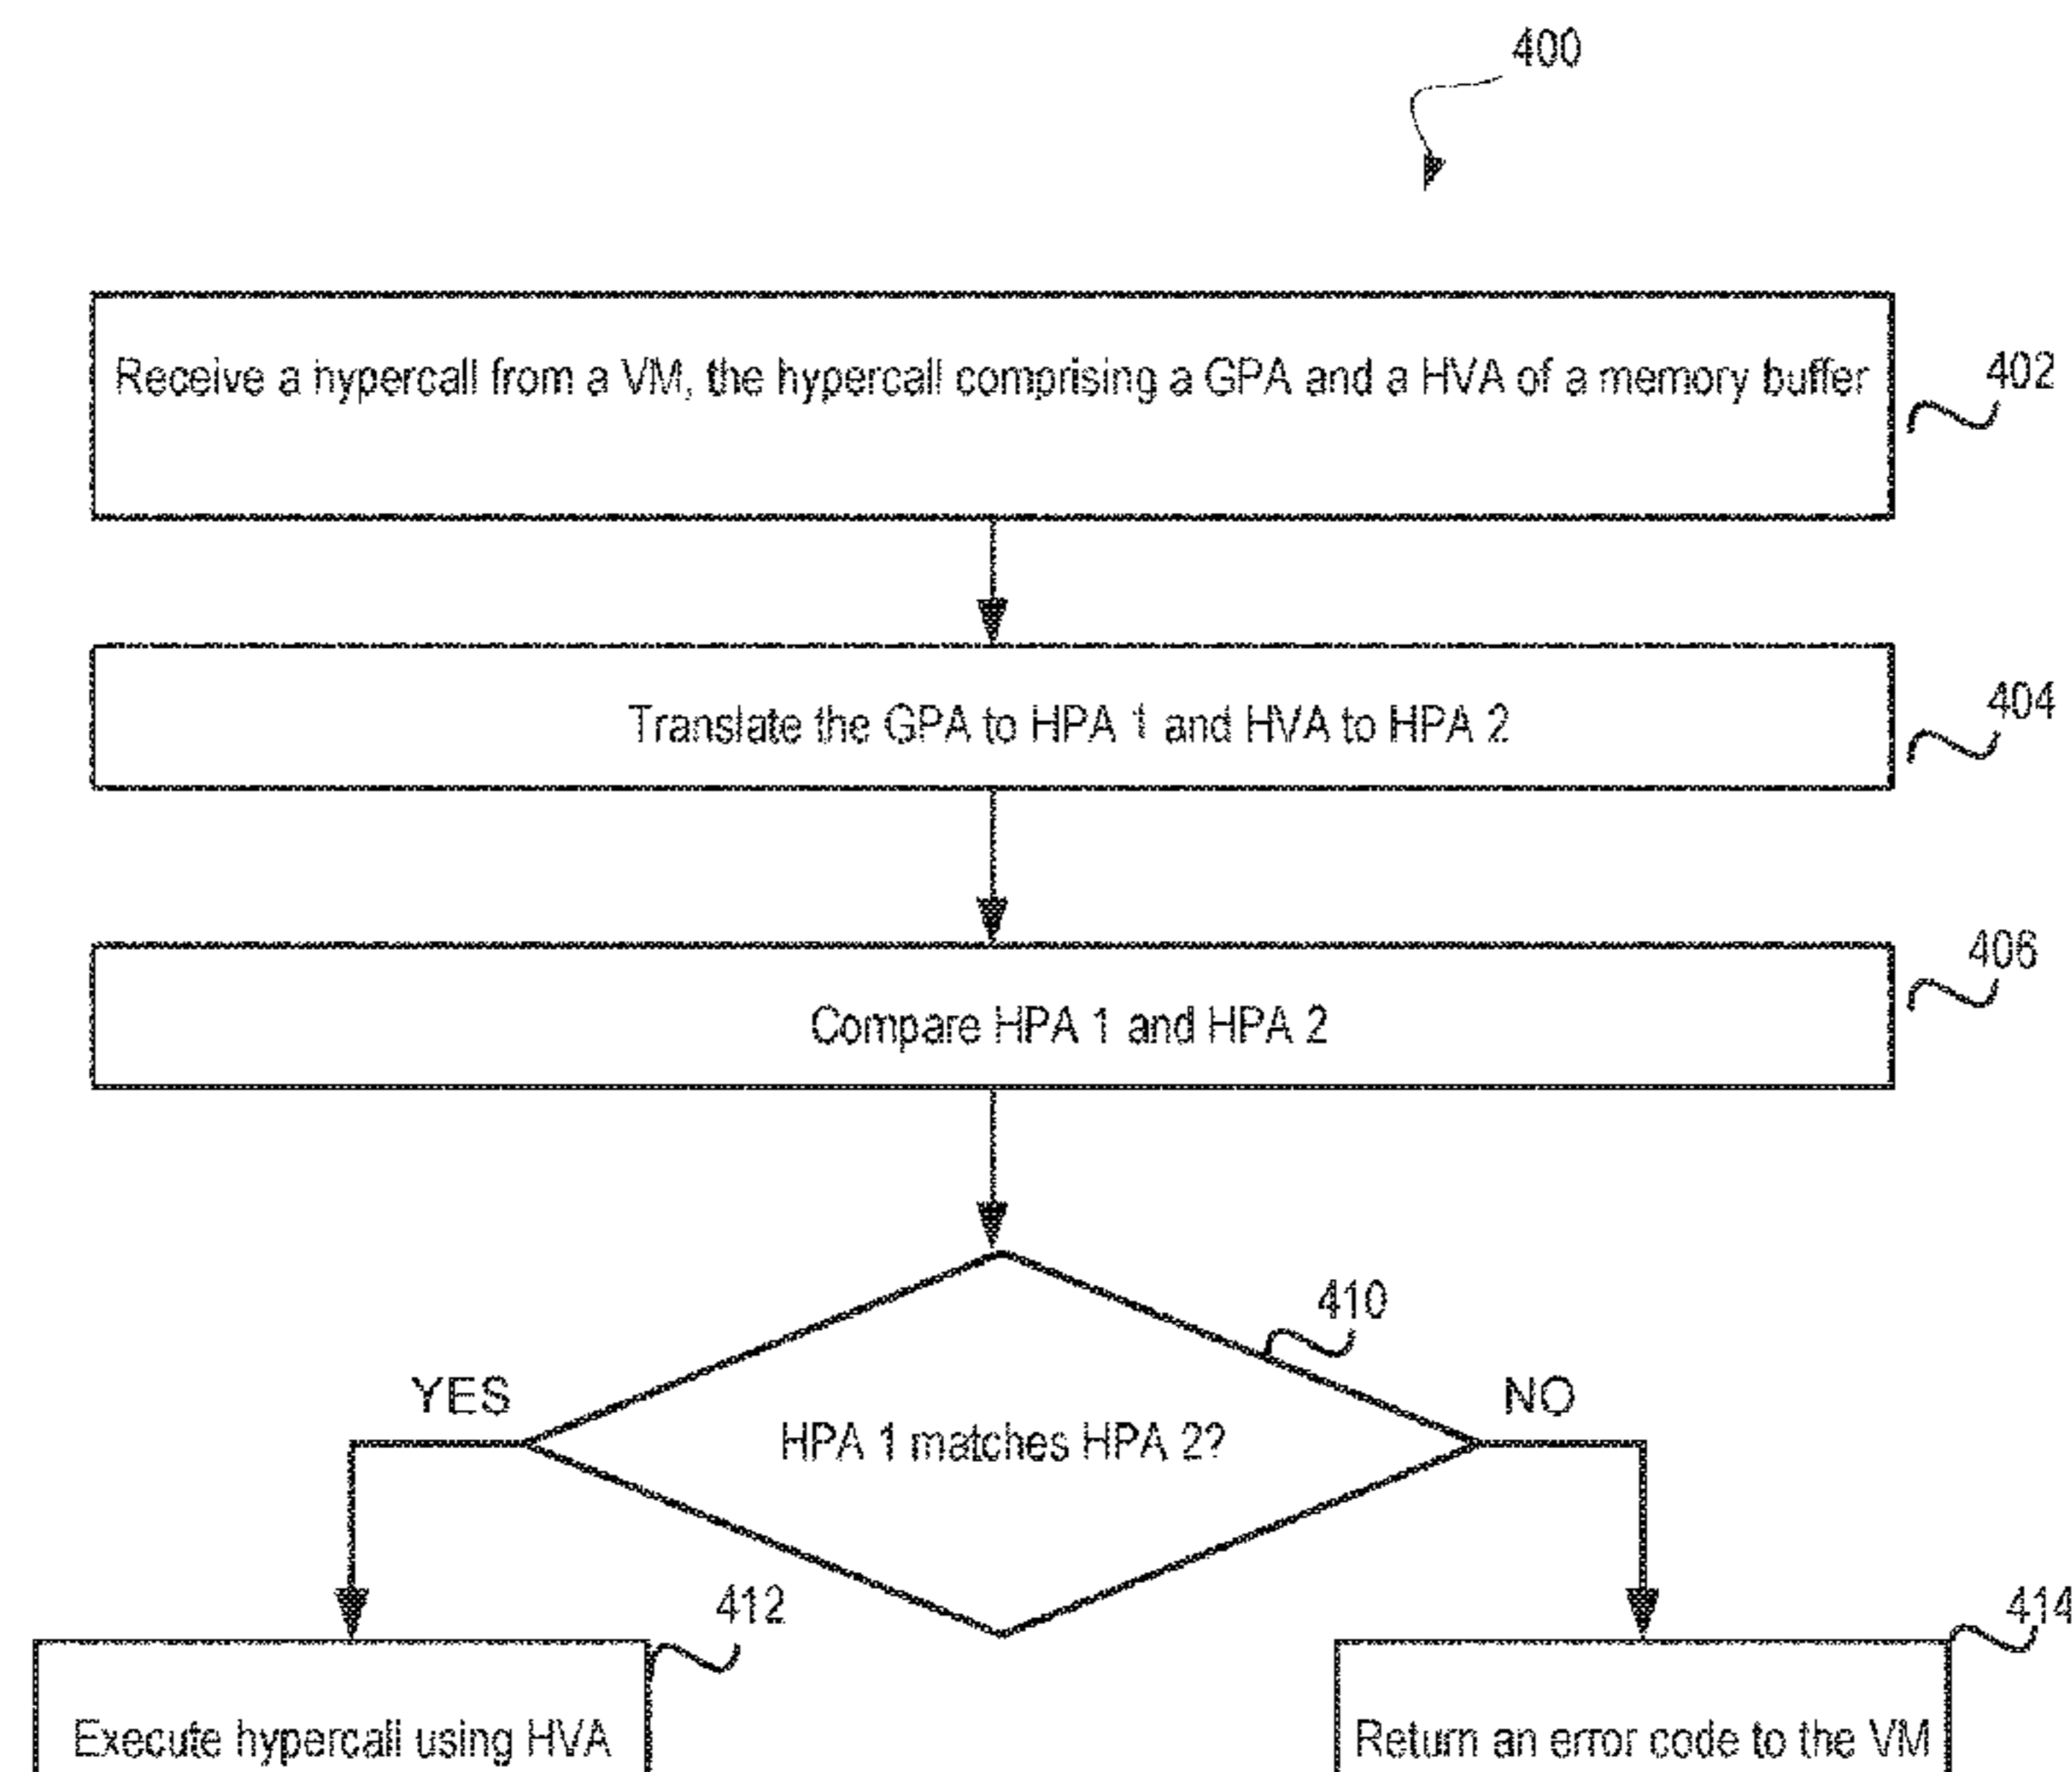 400
Receive a hypercall from a VM, the hypercall comprising a GPA and a HVA of a memory buffer
402
Translate the GPA to HPA 1 and HVA to HPA 2
404
Compare HPA 1 and HPA 2
406
410
YES
NO
HPA 1 matches HPA 2?
412
414
Execute hypercall using HVA
Return an error code to the VM